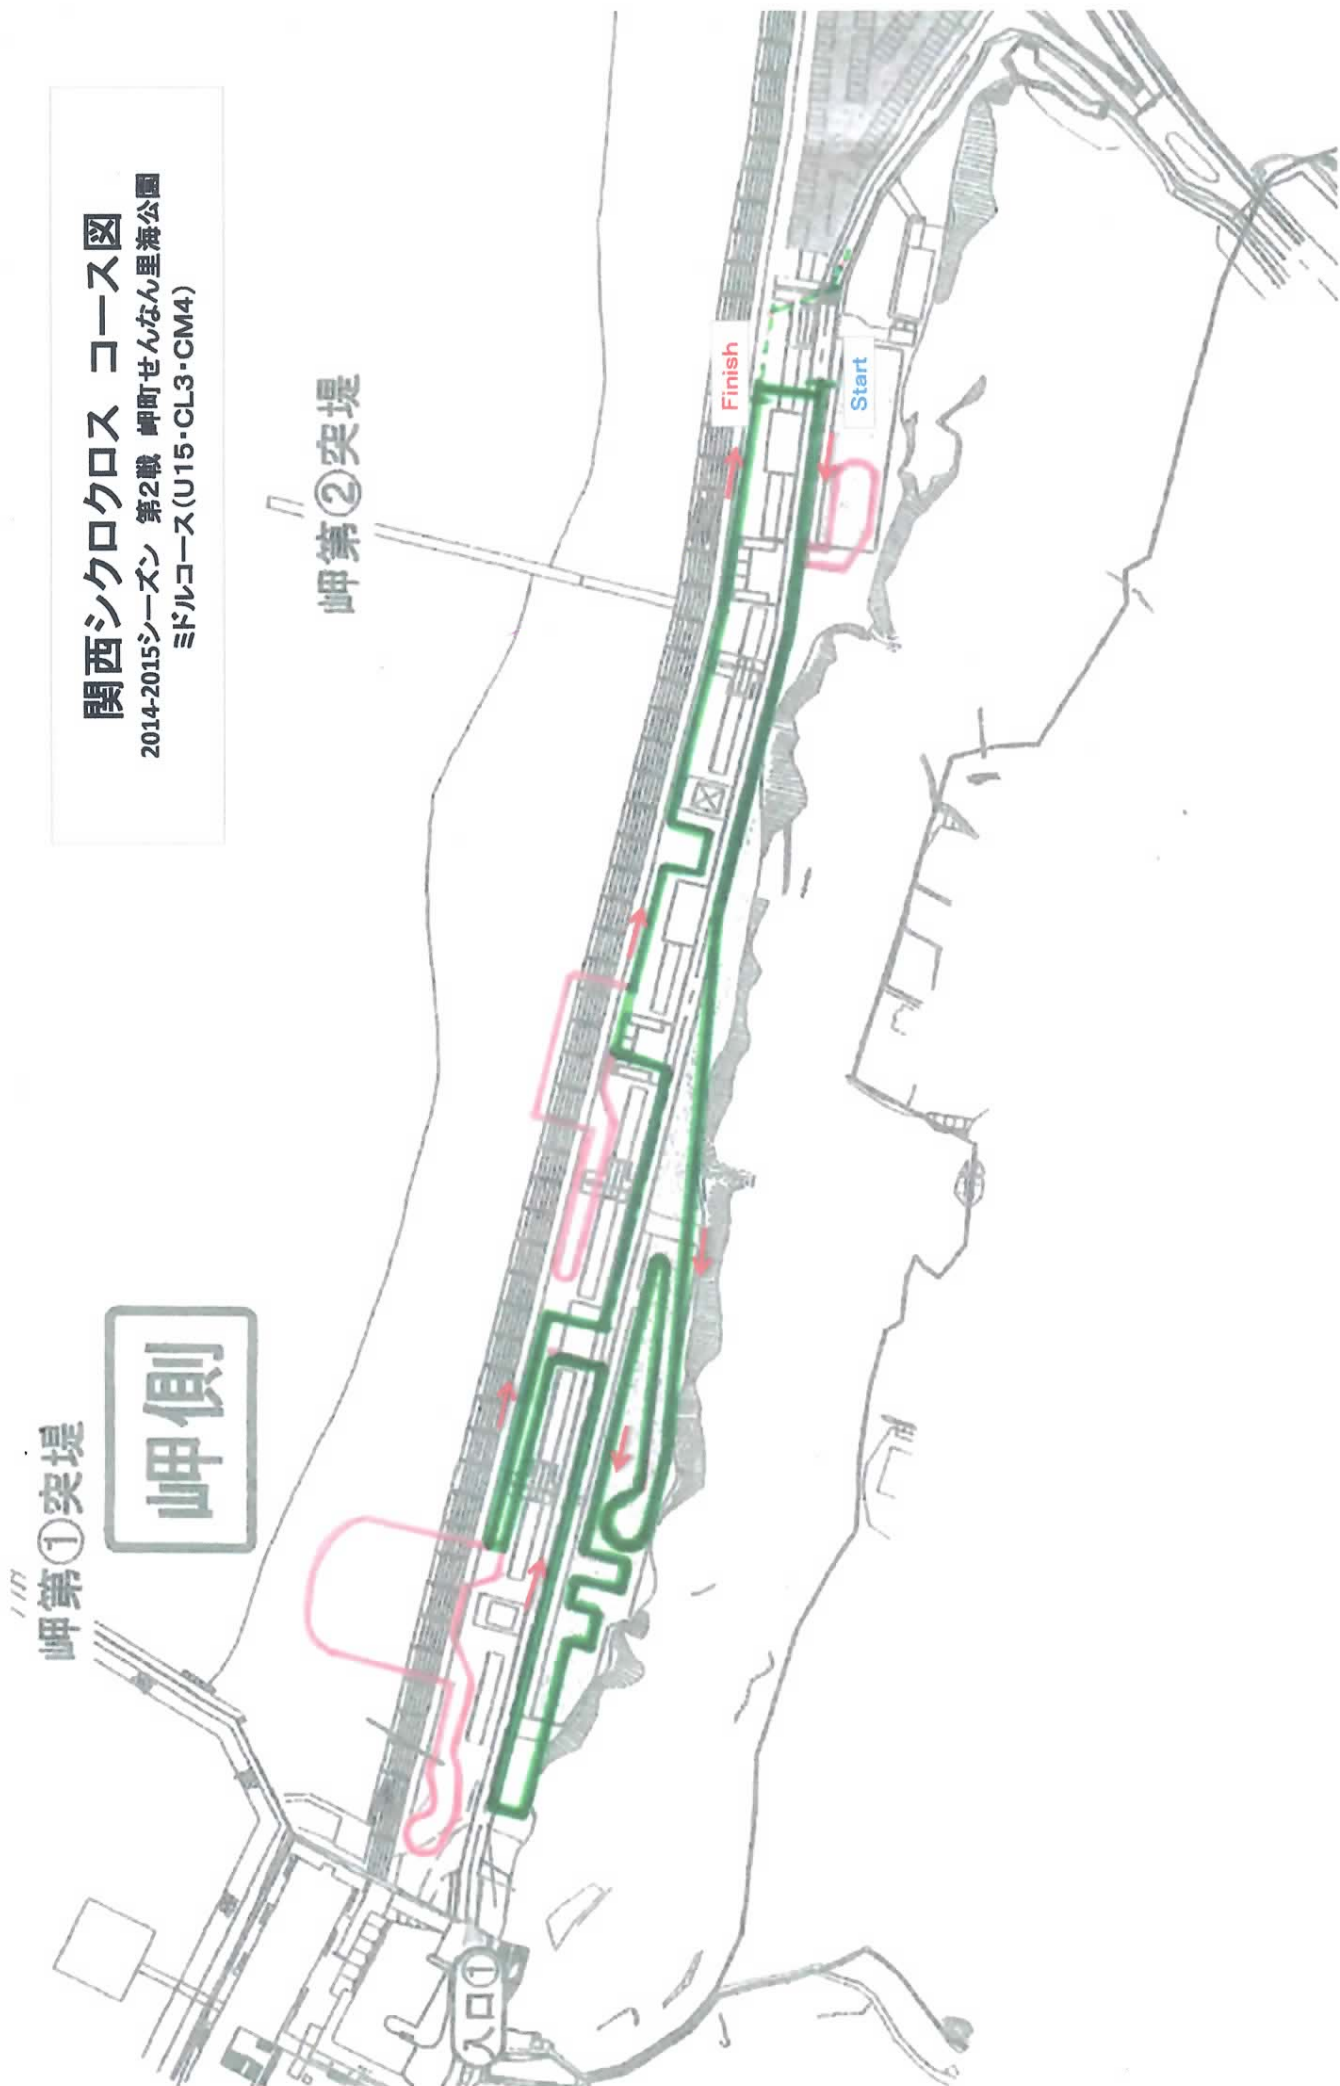 関西シクロクロス コース図
2014-2015シーズン 第2戦 岬町せんなん里海公園
ミドルコース(U15・CL3・CM4)
岬第②突堤
Finish
Start
岬側
岬第①突堤
入口①